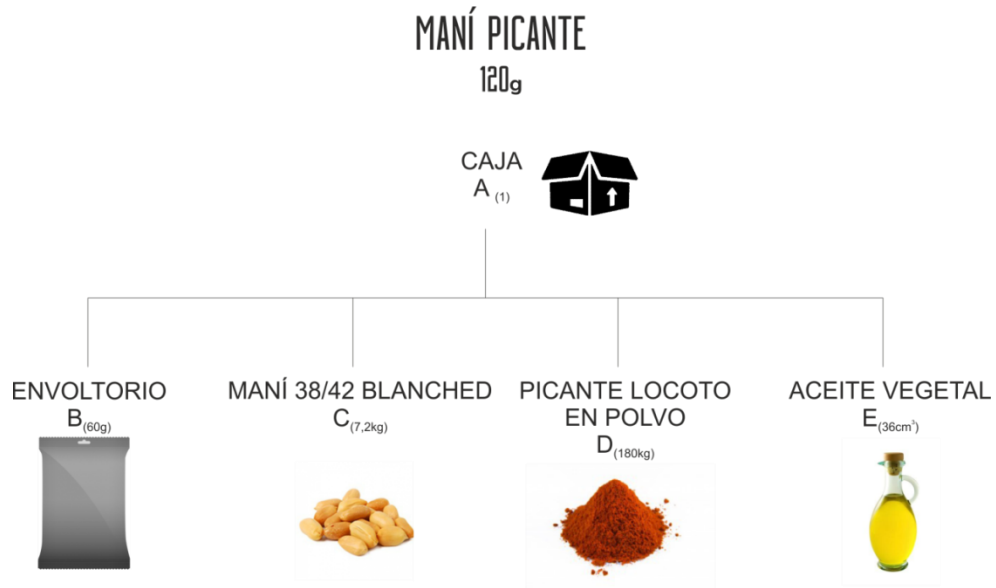 MANÍ PICANTE
120g
CAJA
A (1)
ENVOLTORIO
B(60g)
MANÍ 38/42 BLANCHED
C(7,2kg)
PICANTE LOCOTO
EN POLVO
D(180kg)
ACEITE VEGETAL
E(36cm³)